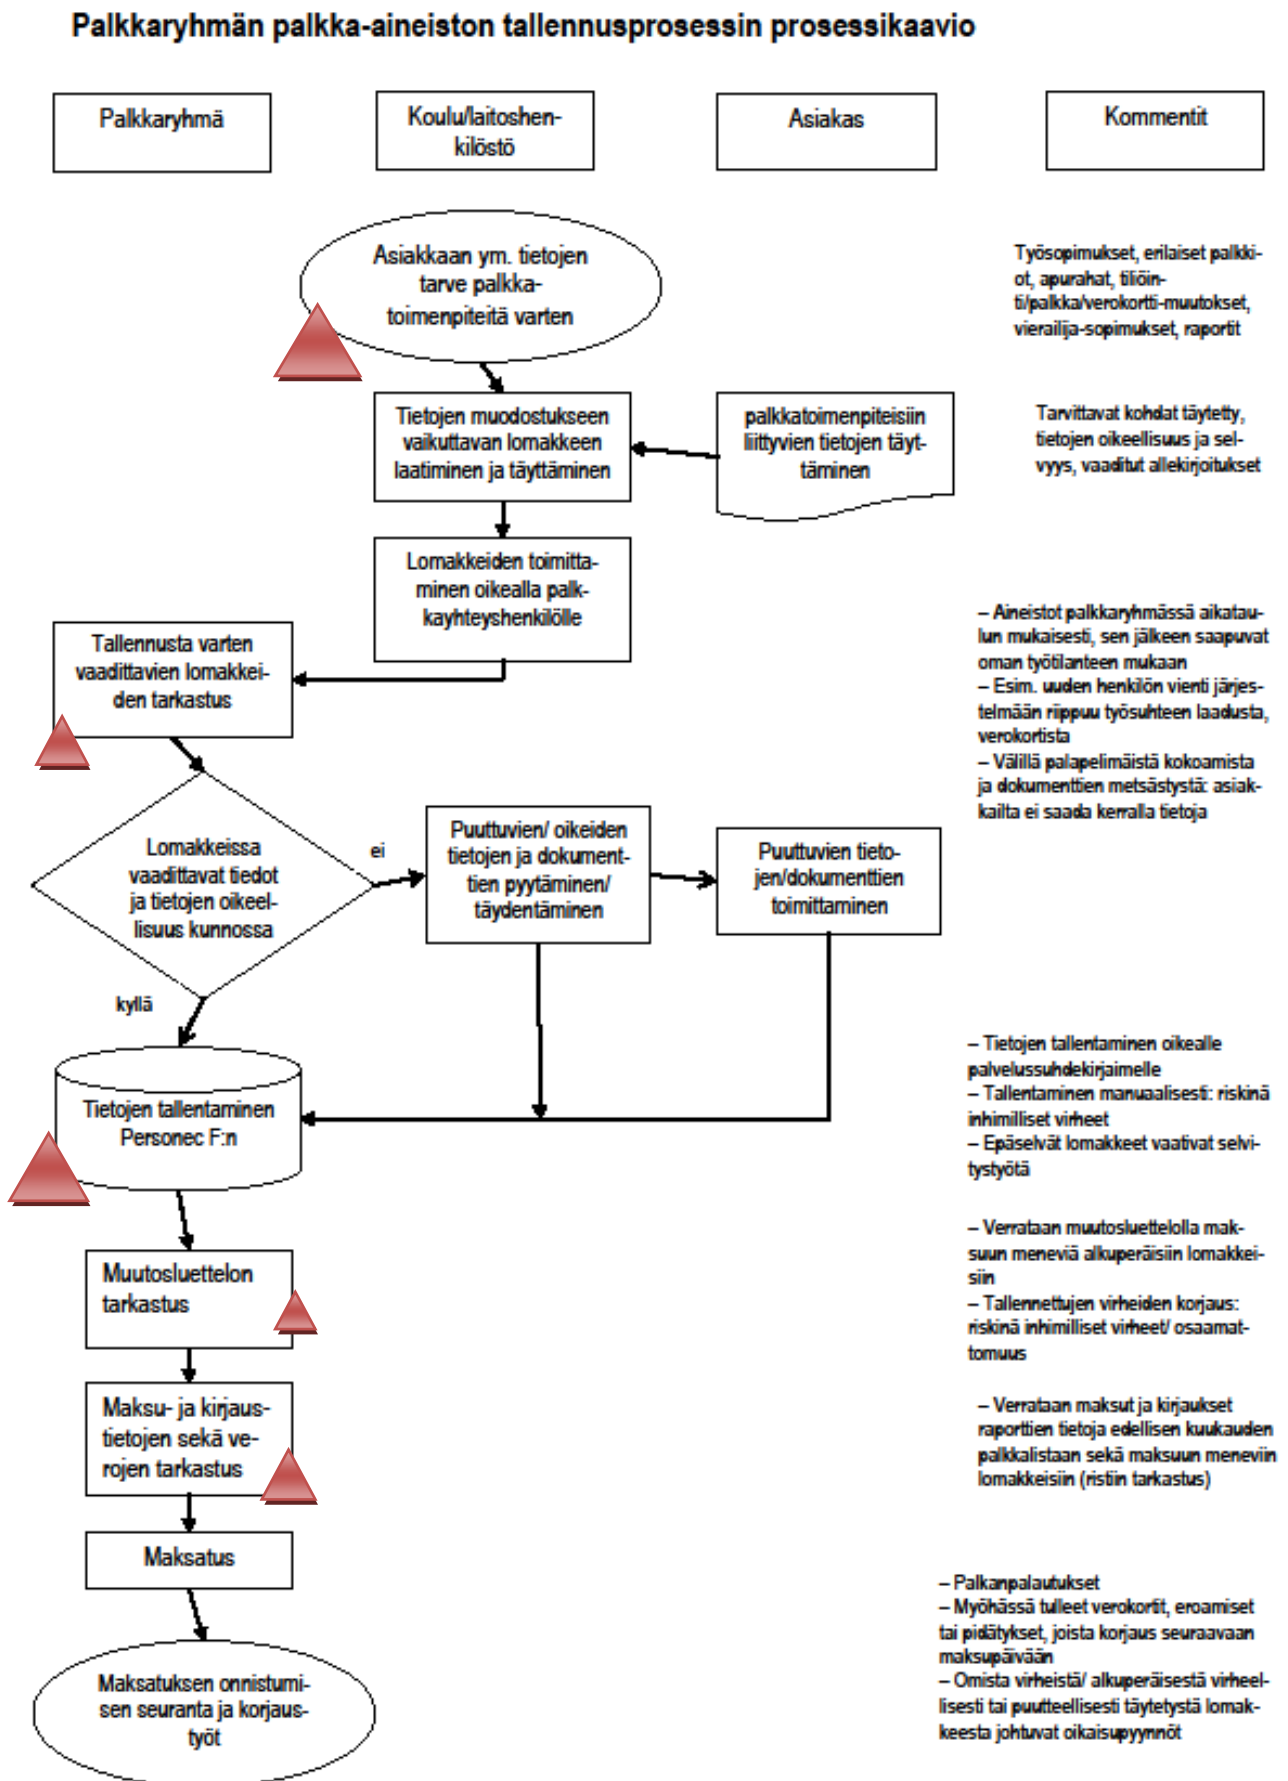 Palkkaryhmän palkka-aineiston tallennusprosessin prosessikaavio
Palkkaryhmä
Koulu/laitoshen-
kilöstö
Asiakas
Kommentit
Asiakkaan ym. tietojen
tarve palkka-
toimenpiteitä varten
Työsopimukset, erilaiset palkki-
ot, apurahat, tiliöin-
ti/palkka/verokortti-muutokset,
vierailija-sopimukset, raportit
Tietojen muodostukseen
vaikuttavan lomakkeen
laatiminen ja täyttäminen
palkkatoimenpiteisiin
liittyvien tietojen täyt-
täminen
Tarvittavat kohdat täytetty,
tietojen oikeellisuus ja sel-
vyys, vaaditut allekirjoitukset
Lomakkeiden toimitta-
minen oikealla palk-
kayhteyshenkilölle
Tallennusta varten
vaadittavien lomakkei-
den tarkastus
– Aineistot palkkaryhmässä aikatau-
lun mukaisesti, sen jälkeen saapuvat
oman työtilanteen mukaan
– Esim. uuden henkilön vienti järjes-
telmään riippuu työsuhteen laadusta,
verokortista
– Välillä palapelimäistä kokoamista
ja dokumenttien metsästystä: asiak-
kailta ei saada kerralla tietoja
Lomakkeissa
vaadittavat tiedot
ja tietojen oikeel-
lisuus kunnossa
ei
Puuttuvien/ oikeiden
tietojen ja dokument-
tien pyytäminen/
täydentäminen
Puuttuvien tieto-
jen/dokumenttien
toimittaminen
kyllä
Tietojen tallentaminen
Personec F:n
– Tietojen tallentaminen oikealle
palvelussuhdekirjaimelle
– Tallentaminen manuaalisesti: riskinä
inhimilliset virheet
– Epäselvät lomakkeet vaativat selvi-
tystyötä
Muutosluettelon
tarkastus
– Verrataan muutosluettelolla mak-
suun meneviä alkuperäisiin lomakkei-
siin
– Tallennettujen virheiden korjaus:
riskinä inhimilliset virheet/ osaamat-
tomuus
Maksu- ja kirjaus-
tietojen sekä ve-
rojen tarkastus
– Verrataan maksut ja kirjaukset
raporttien tietoja edellisen kuukauden
palkkalistaan sekä maksuun meneviin
lomakkeisiin (ristiin tarkastus)
Maksatus
Maksatuksen onnistumi-
sen seuranta ja korjaus-
työt
– Palkanpalautukset
– Myöhässä tulleet verokortit, eroamiset
tai pidätykset, joista korjaus seuraavaan
maksupäivään
– Omista virheistä/ alkuperäisestä virheel-
lisesti tai puutteellisesti täytetystä lomak-
keesta johtuvat oikaisupyynnöt